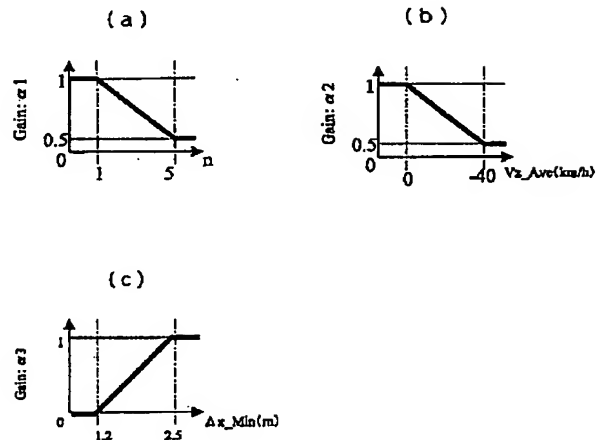 (a)
Gain: α1
1
0.5
0
1
5
n
(b)
Gain: α2
1
0.5
0
0
-40
Vz_Ave(km/h)
(c)
Gain: α3
1
0
1.2
2.5
Δx_Min(m)